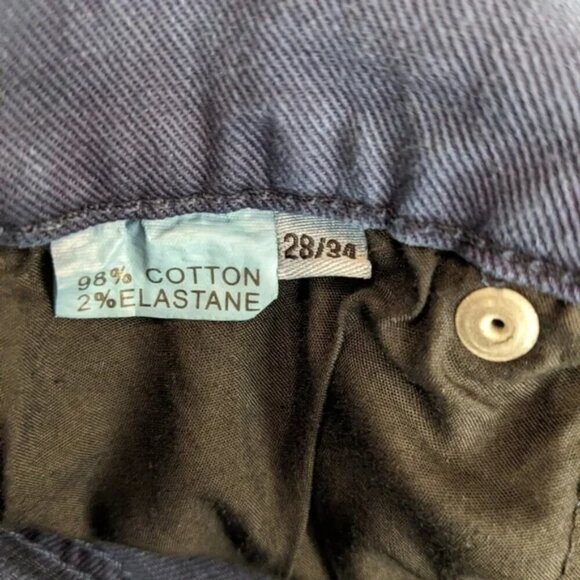 98% COTTON
2% ELASTANE
28/34